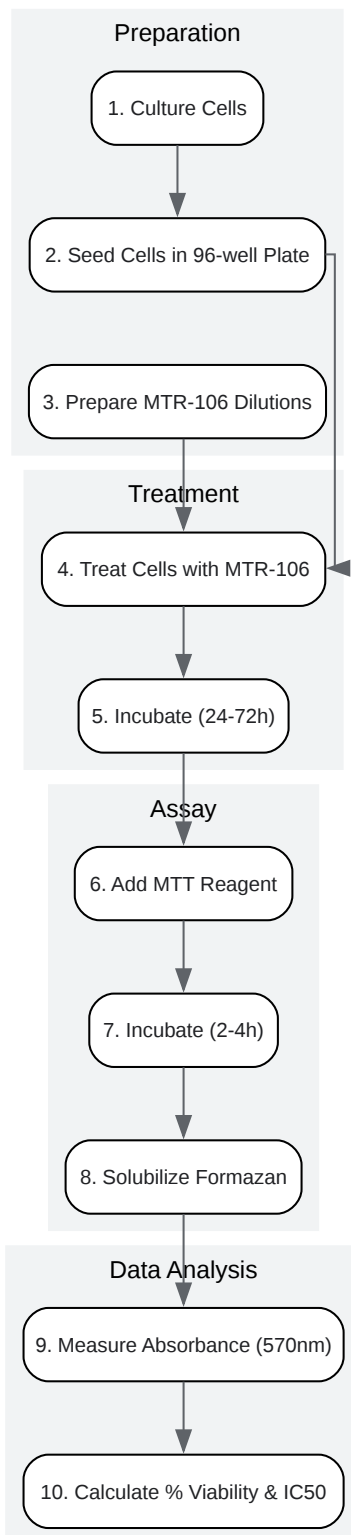 Preparation
1. Culture Cells
2. Seed Cells in 96-well Plate
3. Prepare MTR-106 Dilutions
Treatment
4. Treat Cells with MTR-106
5. Incubate (24-72h)
Assay
6. Add MTT Reagent
7. Incubate (2-4h)
8. Solubilize Formazan
Data Analysis
9. Measure Absorbance (570nm)
10. Calculate % Viability & IC50